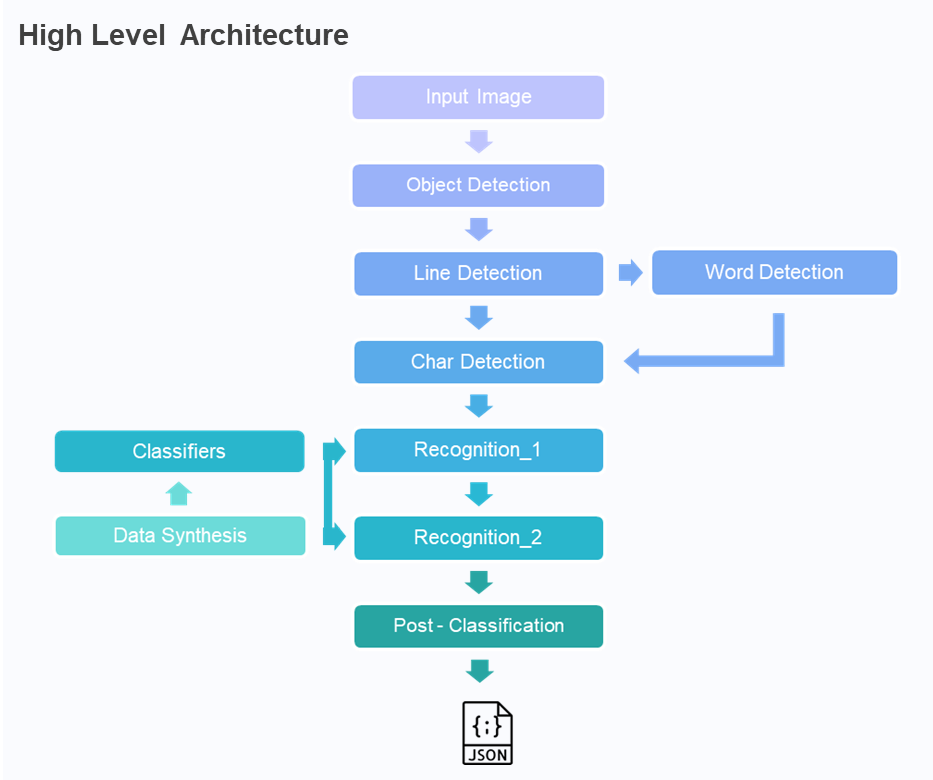 High Level Architecture
Input Image
Object Detection
Line Detection
Word Detection
Char Detection
Classifiers
Recognition_1
Data Synthesis
Recognition_2
Post - Classification
{;}
JSON